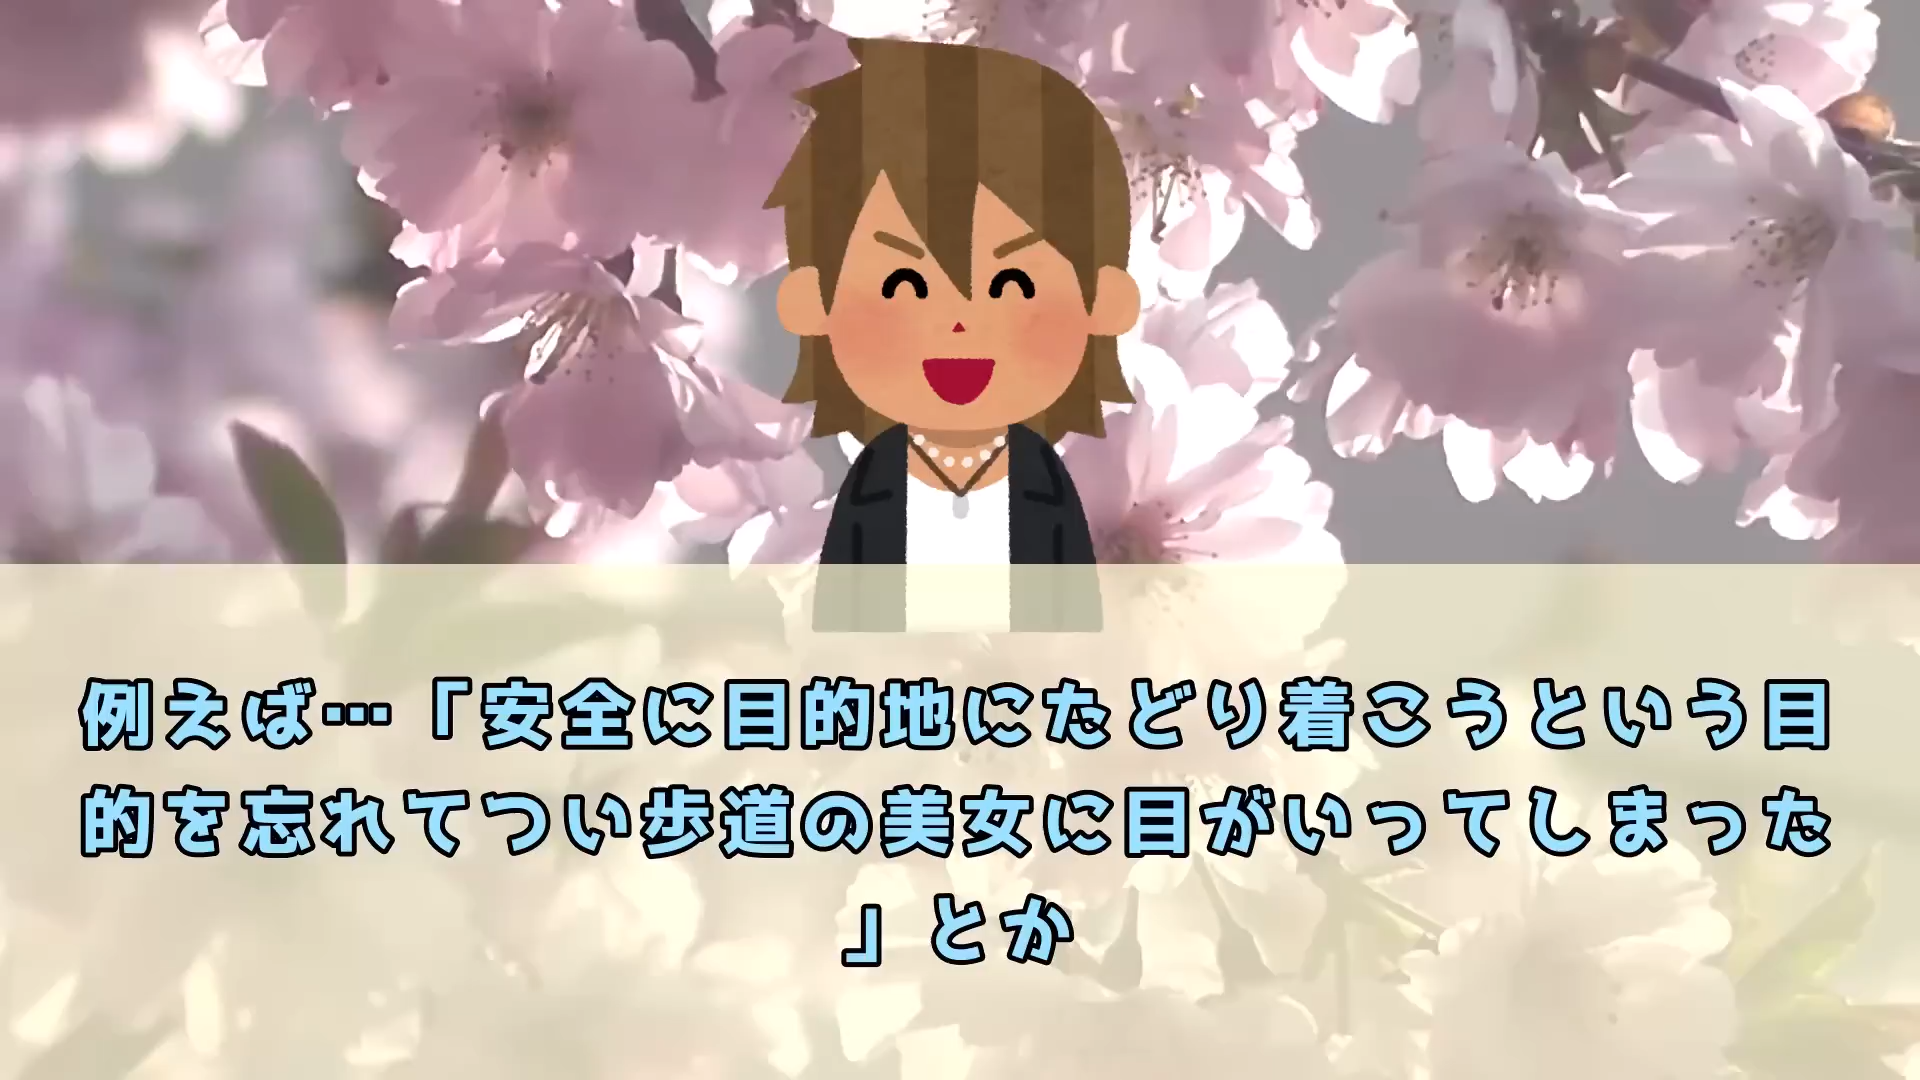 例えば…「安全に目的地にたどり着こうという目
的を忘れてつい歩道の美女に目がいってしまった
」とか